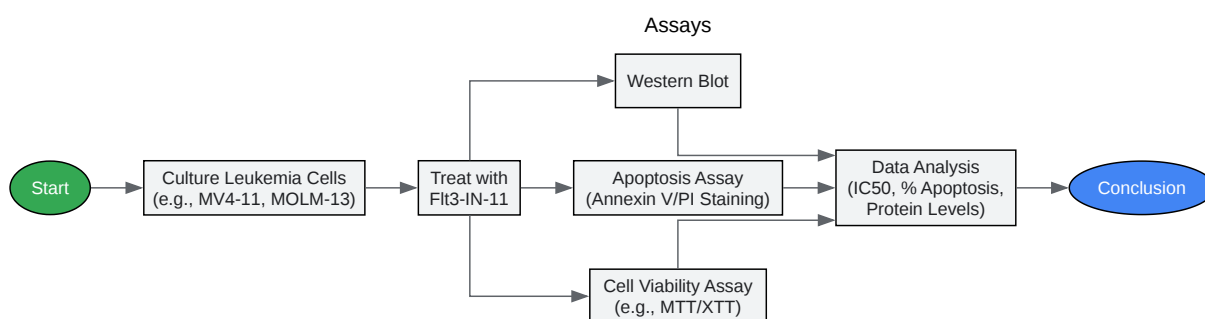 Assays
Western Blot
Start
Culture Leukemia Cells
(e.g., MV4-11, MOLM-13)
Treat with
Flt3-IN-11
Apoptosis Assay
(Annexin V/PI Staining)
Data Analysis
(IC50, % Apoptosis,
Protein Levels)
Conclusion
Cell Viability Assay
(e.g., MTT/XTT)